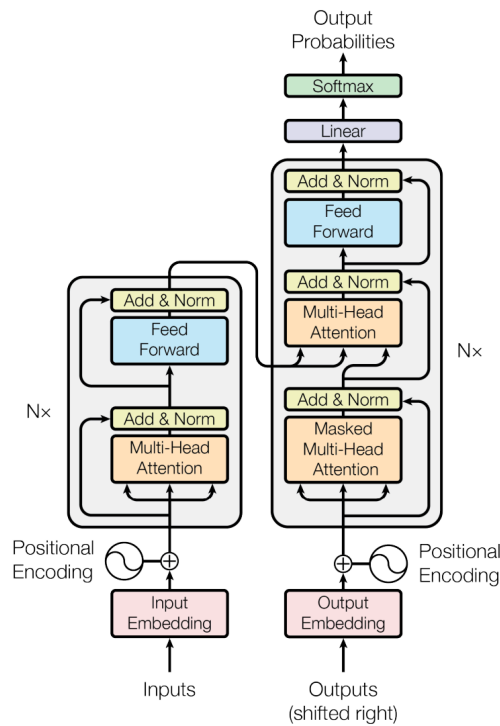 Output
Probabilities
Softmax
Linear
Add & Norm
Feed
Forward
Add & Norm
Multi-Head
Attention
Add & Norm
Masked
Multi-Head
Attention
N×
Add & Norm
Feed
Forward
Add & Norm
Multi-Head
Attention
N×
Positional
Encoding
Positional
Encoding
Input
Embedding
Output
Embedding
Inputs
Outputs
(shifted right)